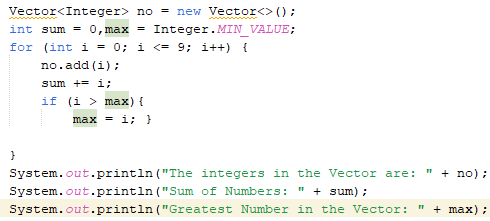 Vector<Integer> no = new Vector<>();
int sum = 0,max = Integer.MIN_VALUE;
for (int i = 0; i <= 9; i++) {
    no.add(i);
    sum += i;
    if (i > max){
        max = i; }

}
System.out.println("The integers in the Vector are: " + no);
System.out.println("Sum of Numbers: " + sum);
System.out.println("Greatest Number in the Vector: " + max);